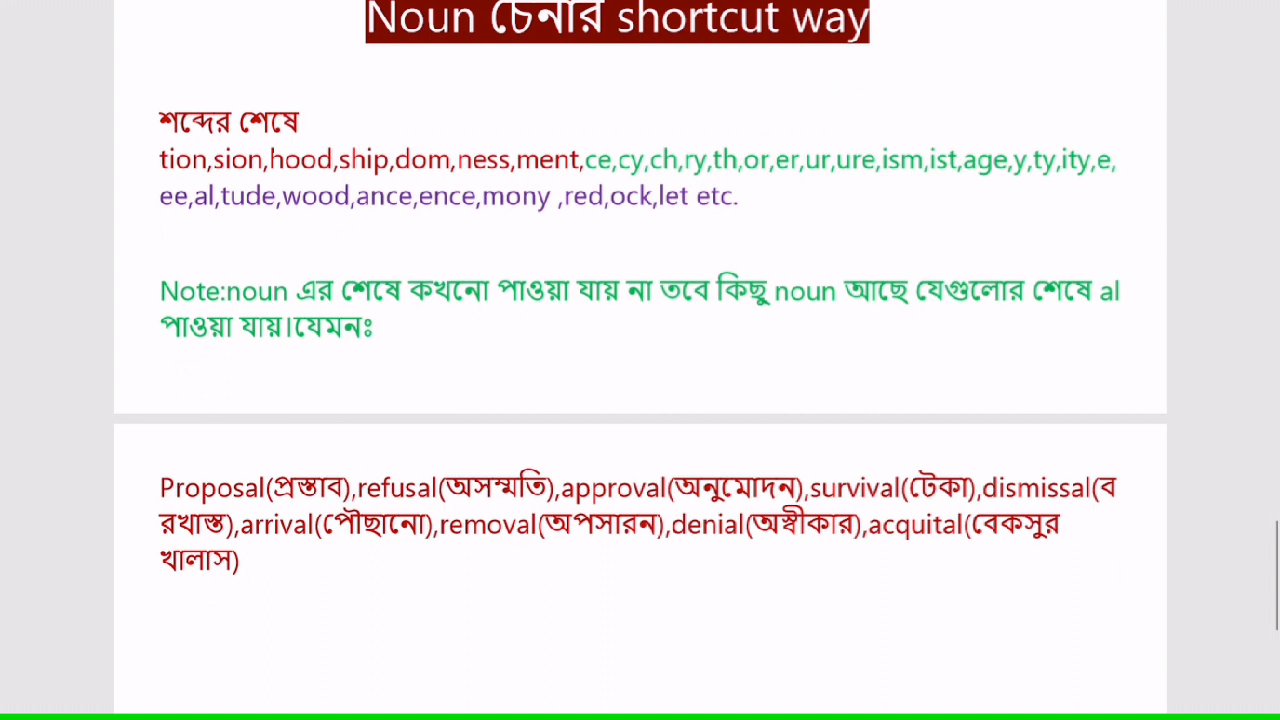 Noun চেনার shortcut way
শব্দের শেষে
tion,sion,hood,ship,dom,ness,ment,ce,cy,ch,ry,th,or,er,ur,ure,ism,ist,age,y,ty,ity,e,
ee,al,tude,wood,ance,ence,mony ,red,ock,let etc.
Note:noun এর শেষে কখনো পাওয়া যায় না তবে কিছু noun আছে যেগুলোর শেষে al
পাওয়া যায়।যেমনঃ
Proposal(প্রস্তাব),refusal(অসম্মতি),approval(অনুমোদন),survival(টেকা),dismissal(ব
রখাস্ত),arrival(পৌছানো),removal(অপসারন),denial(অস্বীকার),acquital(বেকসুর
খালাস)